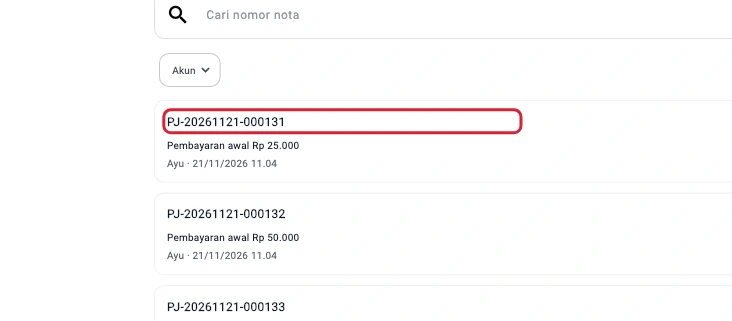 Cari nomor nota
Akun
PJ-20261121-000131
Pembayaran awal Rp 25.000
Ayu · 21/11/2026 11.04
PJ-20261121-000132
Pembayaran awal Rp 50.000
Ayu · 21/11/2026 11.04
PJ-20261121-000133